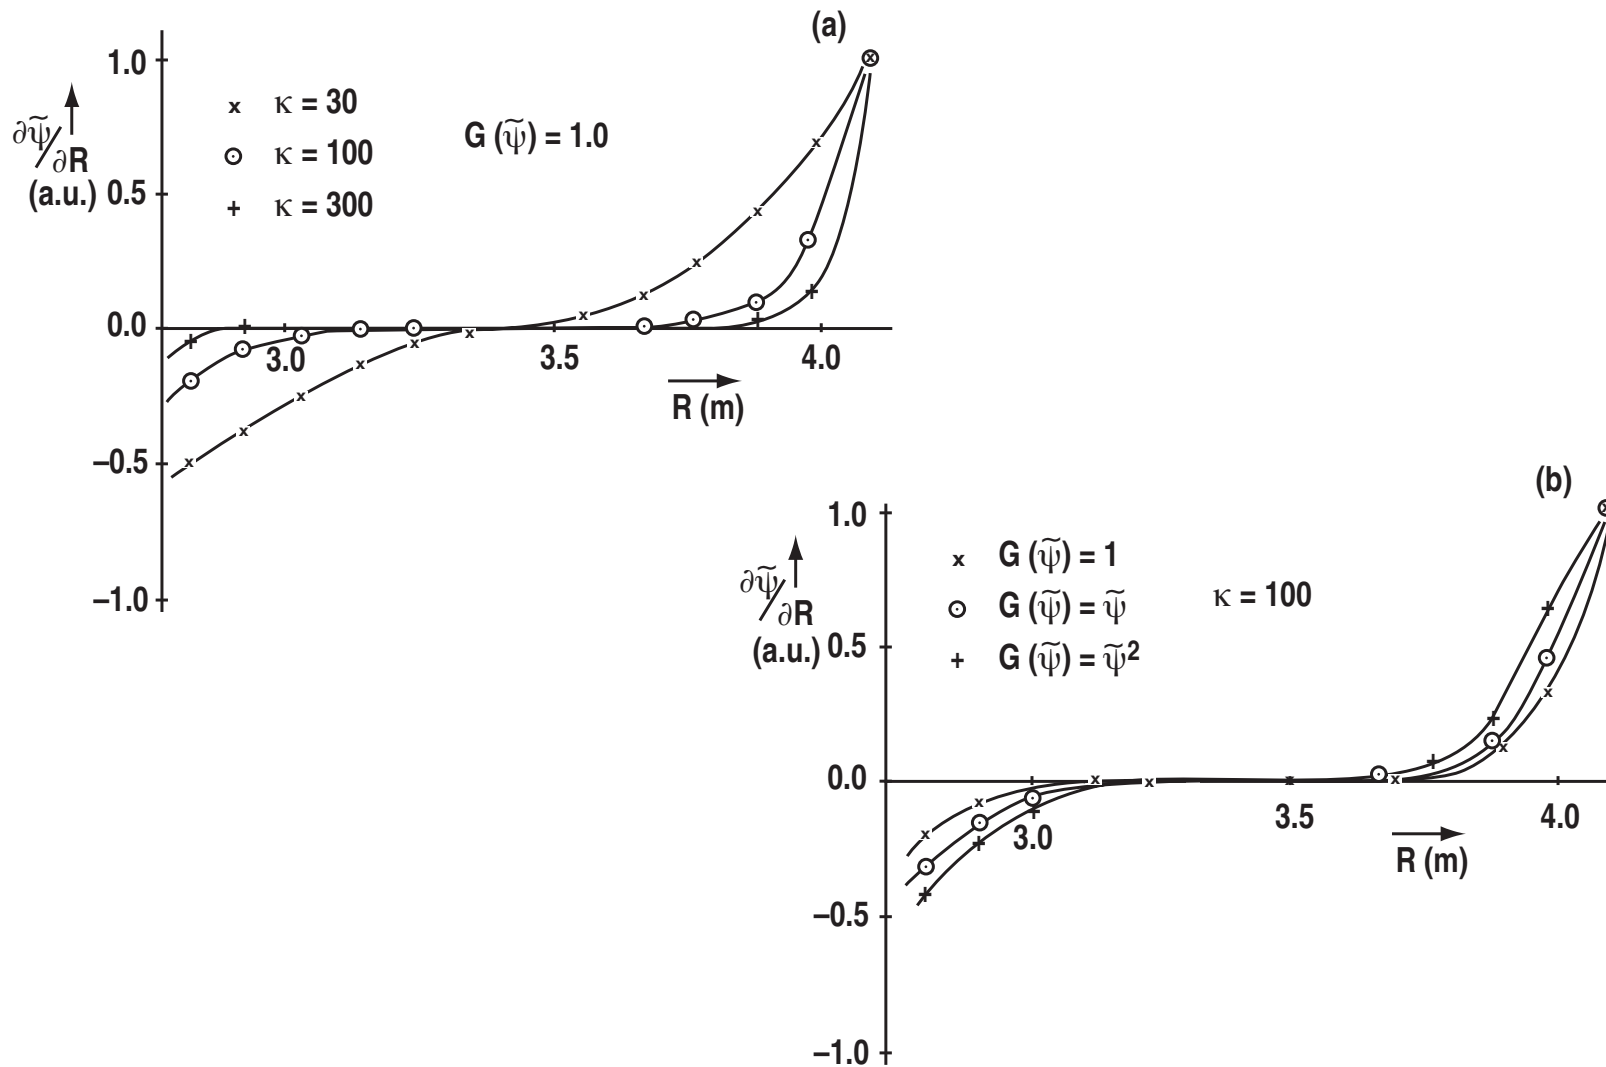 (a)
1.0
x κ = 30
∂ψ̃/∂R
κ = 100
G (ψ̃) = 1.0
(a.u.)
0.5
+ κ = 300
0.0
3.0
3.5
4.0
R (m)
–0.5
–1.0
(b)
1.0
x G (ψ̃) = 1
∂ψ̃/∂R
⊙ G (ψ̃) = ψ̃
κ = 100
(a.u.)
0.5
+ G (ψ̃) = ψ̃²
0.0
3.0
3.5
4.0
R (m)
–0.5
–1.0